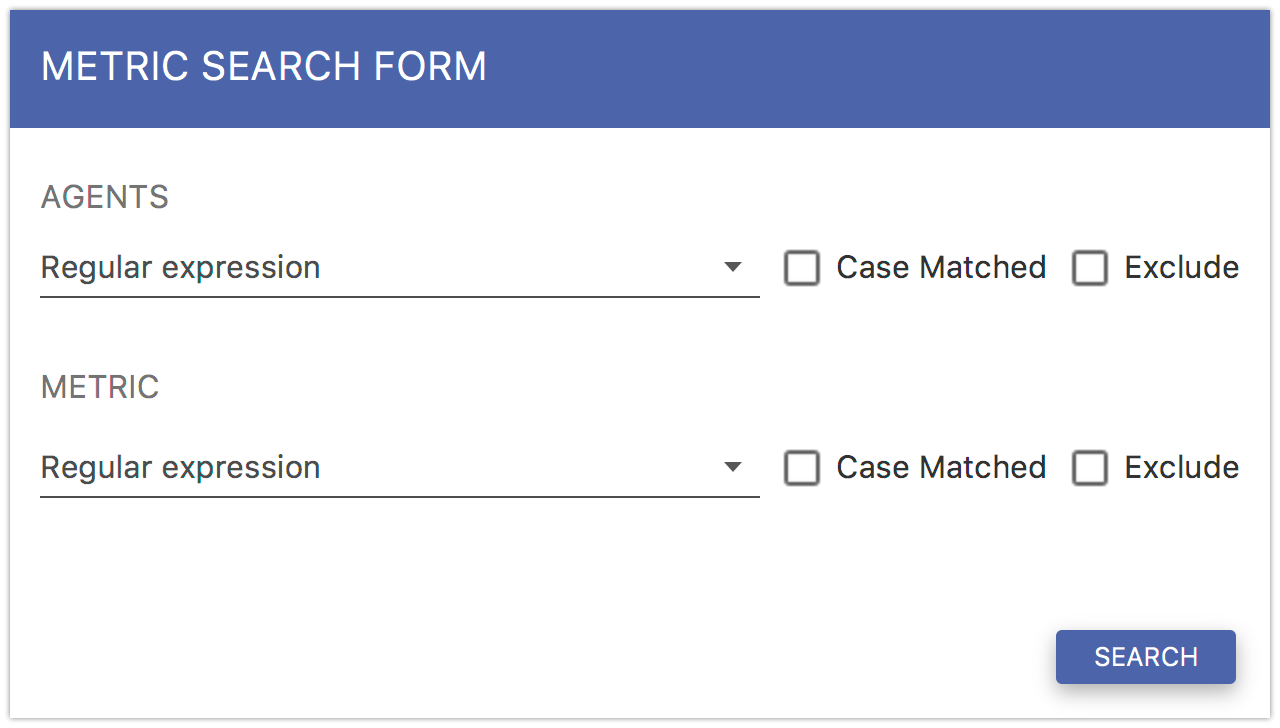 METRIC SEARCH FORM
AGENTS
Regular expression Case Matched Exclude
METRIC
Regular expression Case Matched Exclude
SEARCH